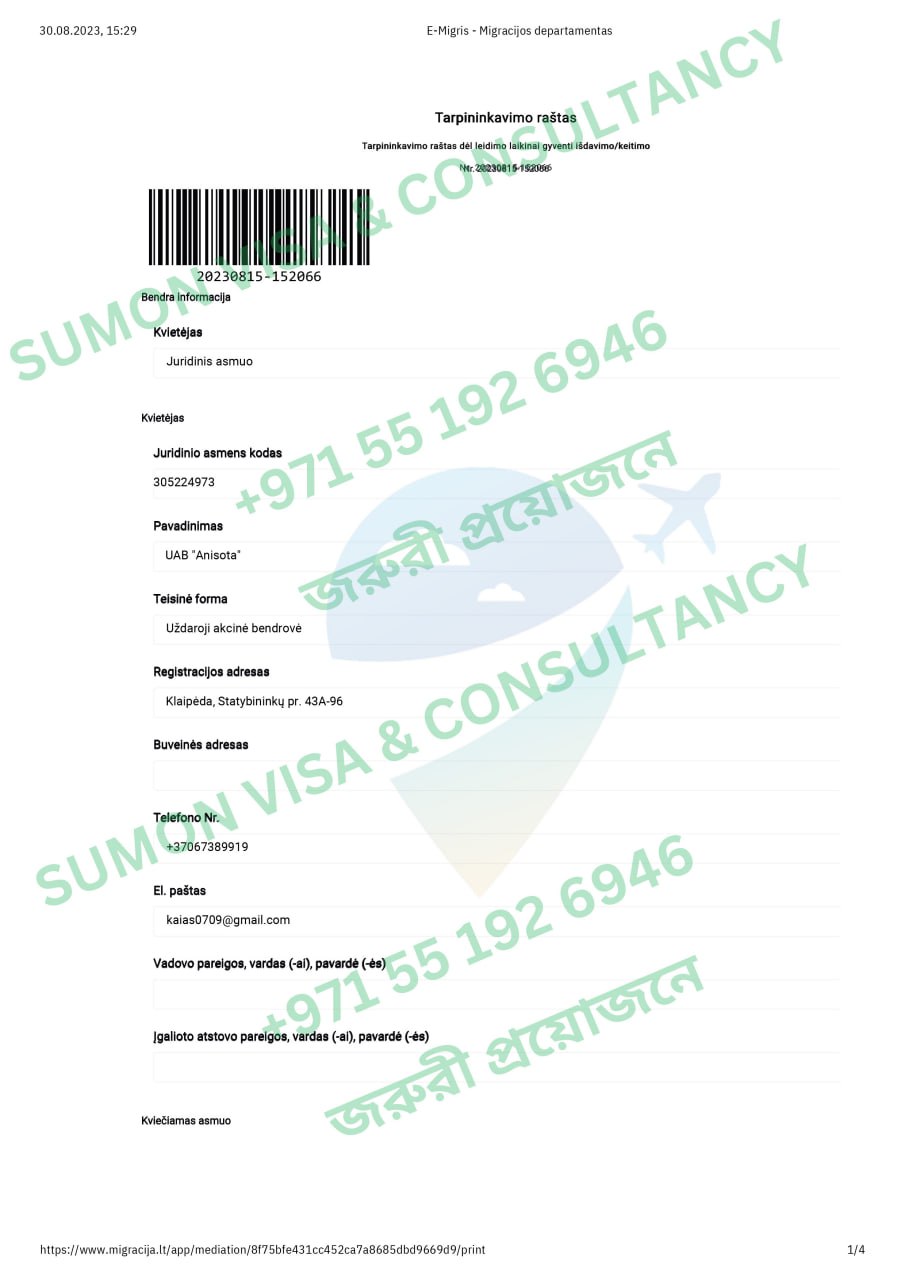 30.08.2023, 15:29
E-Migris - Migracijos departamentas
Tarpininkavimo raštas
Tarpininkavimo raštas dėl leidimo laikinai gyventi išdavimo/keitimo
Nr. 20230815-152066
20230815-152066
Bendra informacija
Kvietėjas
Juridinis asmuo
Kvietėjas
Juridinio asmens kodas
305224973
Pavadinimas
UAB "Anisota"
Teisinė forma
Uždaroji akcinė bendrovė
Registracijos adresas
Klaipėda, Statybininkų pr. 43A-96
Buveinės adresas
Telefono Nr.
+37067389919
El. paštas
kaias0709@gmail.com
Vadovo pareigos, vardas (-ai), pavardė (-ės)
Įgalioto atstovo pareigos, vardas (-ai), pavardė (-ės)
Kviečiamas asmuo
https://www.migracija.lt/app/mediation/8f75bfe431cc452ca7a8685dbd9669d9/print
1/4
SUMON VISA & CONSULTANCY
+971 55 192 6946
জরুরী প্রয়োজনে
SUMON VISA & CONSULTANCY
+971 55 192 6946
জরুরী প্রয়োজনে